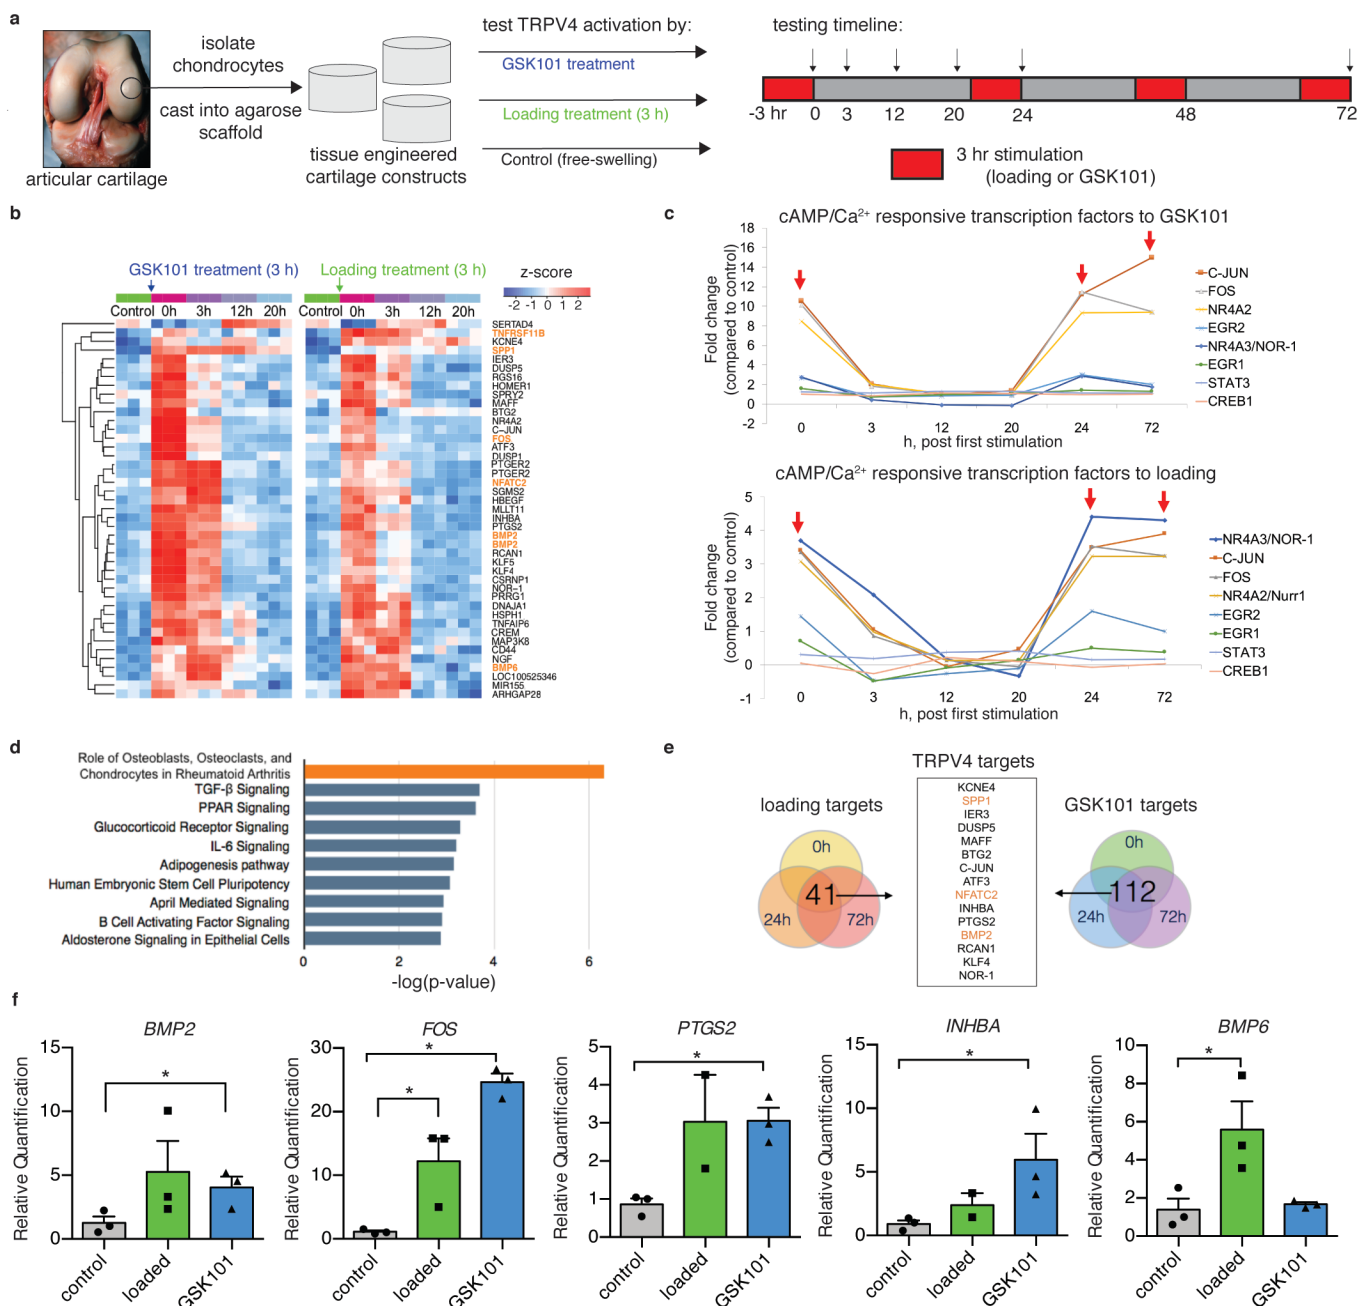 a
isolate
chondrocytes
cast into agarose
scaffold
articular cartilage
tissue engineered
cartilage constructs
test TRPV4 activation by:
GSK101 treatment
Loading treatment (3 h)
Control (free-swelling)
testing timeline:
-3 hr 0 3 12 20 24 48 72
3 hr stimulation
(loading or GSK101)
b
GSK101 treatment (3 h)
Loading treatment (3 h)
z-score
-2 -1 0 1 2
Control 0h 3h 12h 20h
Control 0h 3h 12h 20h
SERTAD4
TNFRSF11B
KCNE4
SPP1
IER3
DUSP5
RGS16
HOMER1
SPRY2
MAFF
BTG2
NR4A2
C-JUN
FOS
ATF3
DUSP1
PTGER2
PTGER2
NFATC2
SGMS2
HBEGF
MLLT11
INHBA
PTGS2
BMP2
BMP2
RCAN1
KLF5
KLF4
CSRNP1
NOR-1
PRRG1
DNAJA1
HSPH1
TNFAIP6
CREM
MAP3K8
CD44
NGF
BMP6
LOC100525346
MIR155
ARHGAP28
c
cAMP/Ca2+ responsive transcription factors to GSK101
Fold change
(compared to control)
18
16
14
12
10
8
6
4
2
0
-2
0 3 12 20 24 72
h, post first stimulation
C-JUN
FOS
NR4A2
EGR2
NR4A3/NOR-1
EGR1
STAT3
CREB1
cAMP/Ca2+ responsive transcription factors to loading
Fold change
(compared to control)
5
4
3
2
1
0
-1
0 3 12 20 24 72
h, post first stimulation
NR4A3/NOR-1
C-JUN
FOS
NR4A2/Nurr1
EGR2
EGR1
STAT3
CREB1
d
Role of Osteoblasts, Osteoclasts, and
Chondrocytes in Rheumatoid Arthritis
TGF-β Signaling
PPAR Signaling
Glucocorticoid Receptor Signaling
IL-6 Signaling
Adipogenesis pathway
Human Embryonic Stem Cell Pluripotency
April Mediated Signaling
B Cell Activating Factor Signaling
Aldosterone Signaling in Epithelial Cells
0 2 4 6
-log(p-value)
e
TRPV4 targets
loading targets
0h
41
24h 72h
KCNE4
SPP1
IER3
DUSP5
MAFF
BTG2
C-JUN
ATF3
NFATC2
INHBA
PTGS2
BMP2
RCAN1
KLF4
NOR-1
GSK101 targets
0h
112
24h 72h
f
BMP2
Relative Quantification
15
10
5
0
*
control loaded GSK101
FOS
Relative Quantification
30
20
10
0
*
*
control loaded GSK101
PTGS2
Relative Quantification
5
4
3
2
1
0
*
control loaded GSK101
INHBA
Relative Quantification
15
10
5
0
*
control loaded GSK101
BMP6
Relative Quantification
10
8
6
4
2
0
*
control loaded GSK101